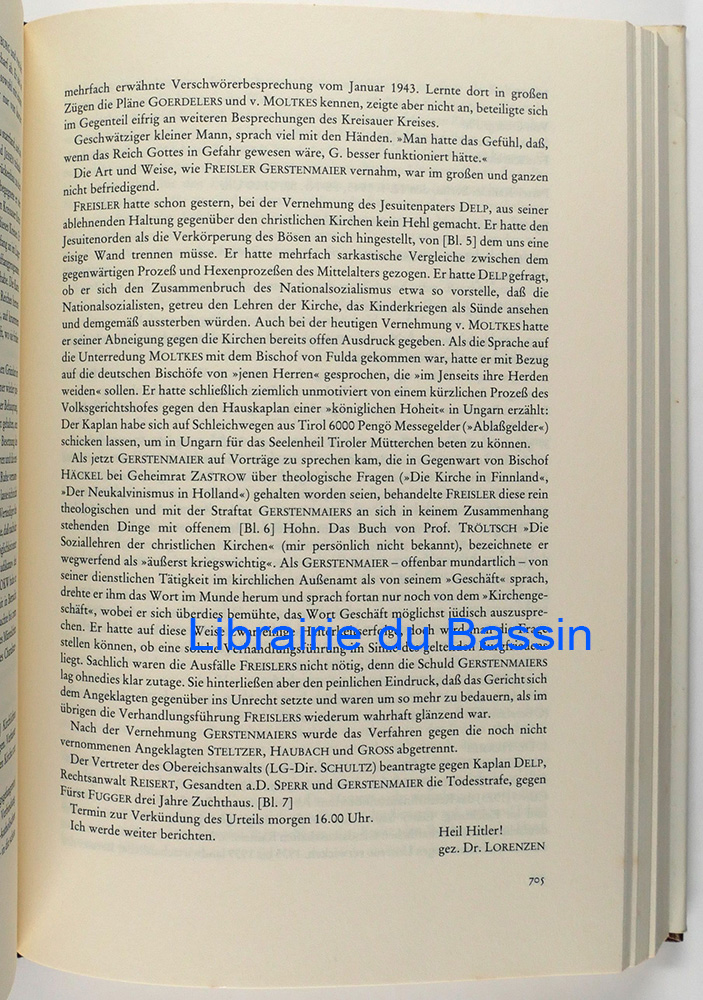 mehrfach erwähnte Verschwörerbesprechung vom Januar 1943. Lernte dort in großen
Zügen die Pläne GOERDELERS und v. MOLTKES kennen, zeigte aber nicht an, beteiligte sich
im Gegenteil eifrig an weiteren Besprechungen des Kreisauer Kreises.
Geschwätziger kleiner Mann, sprach viel mit den Händen. »Man hatte das Gefühl, daß,
wenn das Reich Gottes in Gefahr gewesen wäre, G. besser funktioniert hätte.«
Die Art und Weise, wie FREISLER GERSTENMAIER vernahm, war im großen und ganzen
nicht befriedigend.
FREISLER hatte schon gestern, bei der Vernehmung des Jesuitenpaters DELP, aus seiner
ablehnenden Haltung gegenüber den christlichen Kirchen kein Hehl gemacht. Er hatte den
Jesuitenorden als die Verkörperung des Bösen an sich hingestellt, von [Bl. 5] dem uns eine
eisige Wand trennen müsse. Er hatte mehrfach sarkastische Vergleiche zwischen dem
gegenwärtigen Prozeß und Hexenprozeßen des Mittelalters gezogen. Er hatte DELP gefragt,
ob er sich den Zusammenbruch des Nationalsozialismus etwa so vorstelle, daß die
Nationalsozialisten, getreu den Lehren der Kirche, das Kinderkriegen als Sünde ansehen
und demgemäß aussterben würden. Auch bei der heutigen Vernehmung v. MOLTKES hatte
er seiner Abneigung gegen die Kirchen bereits offen Ausdruck gegeben. Als die Sprache auf
die Unterredung MOLTKES mit dem Bischof von Fulda gekommen war, hatte er mit Bezug
auf die deutschen Bischöfe von »jenen Herren« gesprochen, die »im Jenseits ihre Herden
weiden« sollen. Er hatte schließlich ziemlich unmotiviert von einem kürzlichen Prozeß des
Volksgerichtshofes gegen den Hauskaplan einer »königlichen Hoheit« in Ungarn erzählt:
Der Kaplan habe sich auf Schleichwegen aus Tirol 6000 Pengö Messegelder (»Ablaßgelder«)
schicken lassen, um in Ungarn für das Seelenheil Tiroler Mütterchen beten zu können.
Als jetzt GERSTENMAIER auf Vorträge zu sprechen kam, die in Gegenwart von Bischof
HÄCKEL bei Geheimrat ZASTROW über theologische Fragen (»Die Kirche in Finnland«,
»Der Neukalvinismus in Holland«) gehalten worden seien, behandelte FREISLER diese rein
theologischen und mit der Straftat GERSTENMAIERS an sich in keinem Zusammenhang
stehenden Dinge mit offenem [Bl. 6] Hohn. Das Buch von Prof. TRÖLTSCH »Die
Soziallehren der christlichen Kirchen« (mir persönlich nicht bekannt), bezeichnete er
wegwerfend als »äußerst kriegswichtig«. Als GERSTENMAIER – offenbar mundartlich – von
seiner dienstlichen Tätigkeit im kirchlichen Außenamt als von seinem »Geschäft« sprach,
drehte er ihm das Wort im Munde herum und sprach fortan nur noch von dem »Kirchenge-
schäft«, wobei er sich überdies bemühte, das Wort Geschäft möglichst jüdisch auszuspre-
chen. Er hatte auf diese Weise zwar einige
Librairie du Bassin
stellen können, ob eine solche Verhandlungsführung im Sinne des geltenden Burgfriedens
liegt. Sachlich waren die Ausfälle FREISLERS nicht nötig, denn die Schuld GERSTENMAIERS
lag ohnedies klar zutage. Sie hinterließen aber den peinlichen Eindruck, daß das Gericht sich
dem Angeklagten gegenüber ins Unrecht setzte und waren um so mehr zu bedauern, als im
übrigen die Verhandlungsführung FREISLERS wiederum wahrhaft glänzend war.
Nach der Vernehmung GERSTENMAIERS wurde das Verfahren gegen die noch nicht
vernommenen Angeklagten STELTZER, HAUBACH und GROSS abgetrennt.
Der Vertreter des Obereichsanwalts (LG-Dir. SCHULTZ) beantragte gegen Kaplan DELP,
Rechtsanwalt REISERT, Gesandten a.D. SPERR und GERSTENMAIER die Todesstrafe, gegen
Fürst FUGGER drei Jahre Zuchthaus. [Bl. 7]
Termin zur Verkündung des Urteils morgen 16.00 Uhr.
Ich werde weiter berichten.
Heil Hitler!
gez. Dr. LORENZEN
705